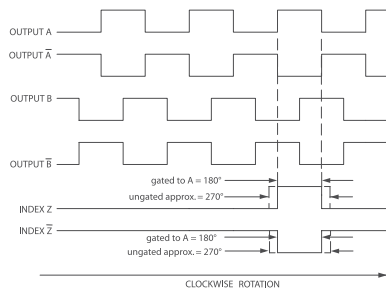 OUTPUT A
OUTPUT A̅
OUTPUT B
OUTPUT B̅
gated to A = 180°
ungated approx. = 270°
INDEX Z
INDEX Z̅
gated to A = 180°
ungated approx. = 270°
CLOCKWISE ROTATION